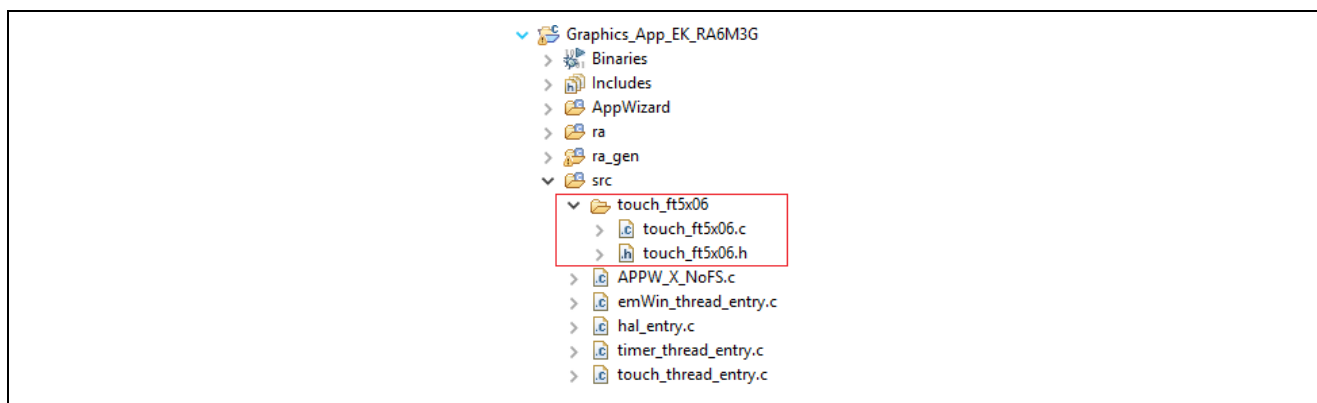 Graphics_App_EK_RA6M3G
Binaries
Includes
AppWizard
ra
ra_gen
src
touch_ft5x06
touch_ft5x06.c
touch_ft5x06.h
APPW_X_NoFS.c
emWin_thread_entry.c
hal_entry.c
timer_thread_entry.c
touch_thread_entry.c